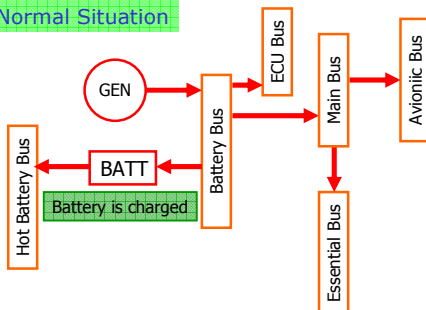 Normal Situation
GEN
ECU Bus
Main Bus
Avioniic Bus
Battery Bus
Hot Battery Bus
BATT
Battery is charged
Essential Bus